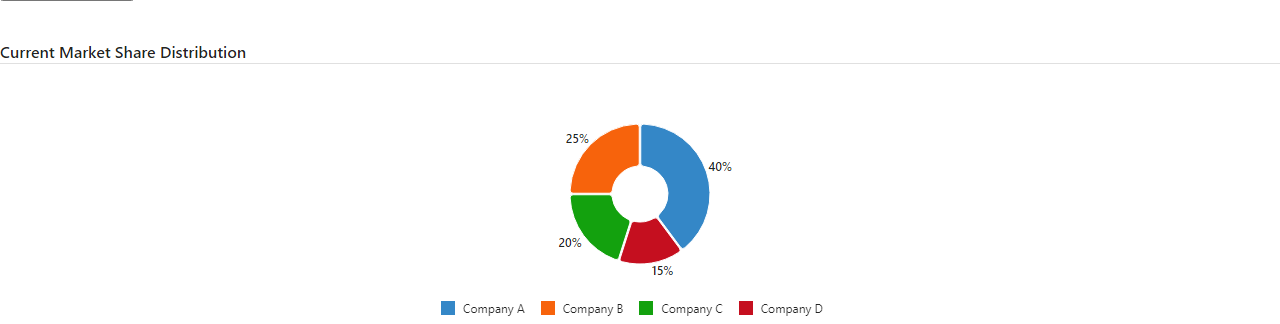 Current Market Share Distribution
25%
40%
20%
15%
Company A Company B Company C Company D